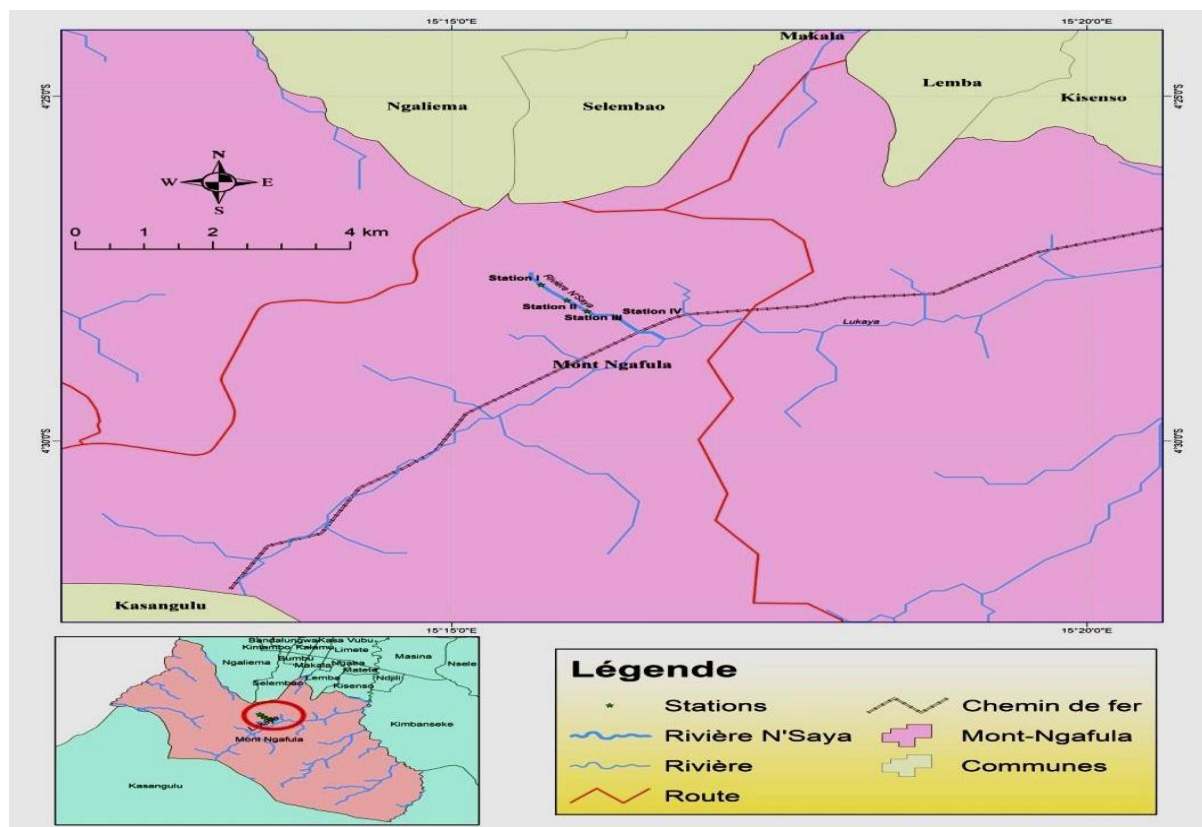 15°15'0"E 15°20'0"E
Makala
Lemba
Ngaliema Selembao Kisenso
4°25'0"S 4°25'0"S
N
W E
S
0 1 2 4 km
Station I Rivière N'Saya
Station II
Station III Station IV
Lukaya
Mont Ngafula
4°30'0"S 4°30'0"S
Kasangulu
15°15'0"E 15°20'0"E
Bandalungwa Kasa Vubu
Kintambo Kalamu Limete
Ngaliema Bumbu Makala Ngaba Masina Nsele
Matete
Selembao Lemba Kisenso Ndjili
Kimbanseke
Mont Ngafula
Kasangulu
Légende
Stations Chemin de fer
Rivière N'Saya Mont-Ngafula
Rivière Communes
Route